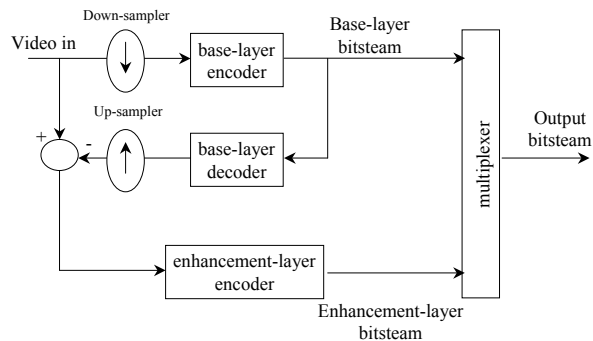 Down-sampler
Video in
base-layer
encoder
Base-layer
bitsteam
Up-sampler
+
-
base-layer
decoder
multiplexer
Output
bitsteam
enhancement-layer
encoder
Enhancement-layer
bitsteam